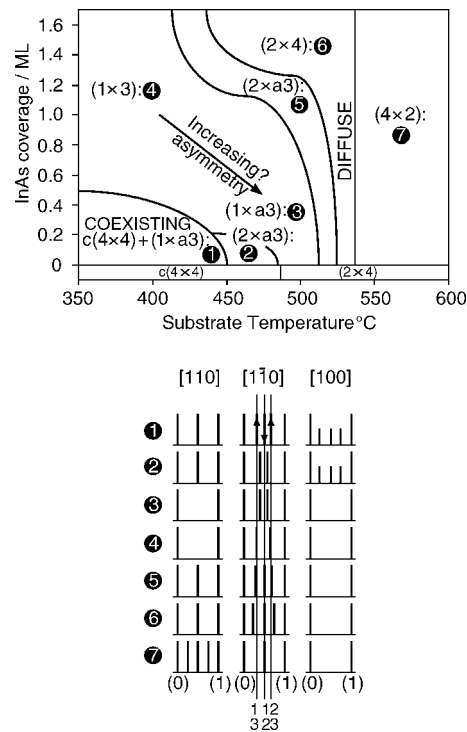 InAs coverage / ML
1.6
1.4
1.2
1.0
0.8
0.6
0.4
0.2
0
(2×4): 6
(1×3): 4
(2×a3): 5
(4×2): 7
DIFFUSE
Increasing?
asymmetry
(1×a3): 3
COEXISTING
c(4×4)+(1×a3): 1
(2×a3): 2
c(4×4)
(2×4)
350 400 450 500 550 600
Substrate Temperature°C
[110] [11̄0] [100]
1
2
3
4
5
6
7
(0) (1) (0) (1) (0) (1)
1 1 2
3 2 3